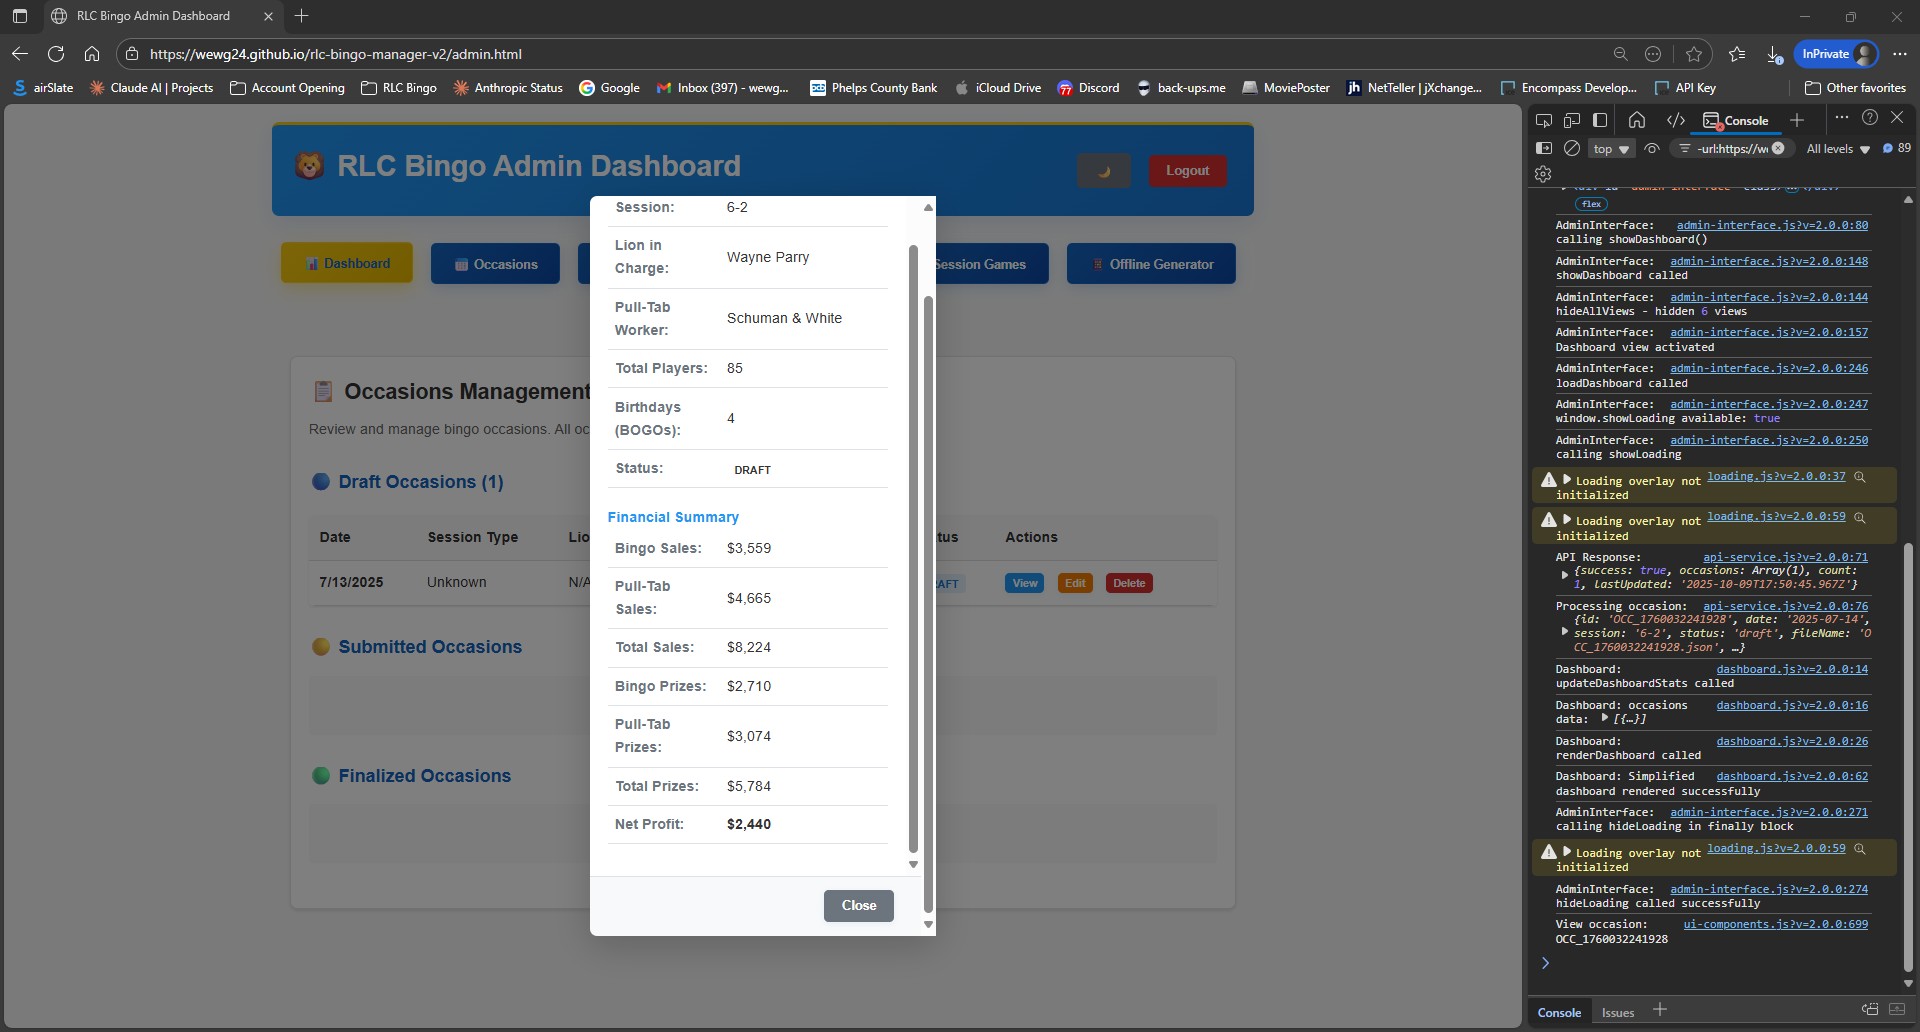 RLC Bingo Admin Dashboard
https://wewg24.github.io/rlc-bingo-manager-v2/admin.html
InPrivate
airSlate
Claude AI | Projects
Account Opening
RLC Bingo
Anthropic Status
Google
Inbox (397) - wewg...
Phelps County Bank
iCloud Drive
Discord
back-ups.me
MoviePoster
NetTeller | jXchange...
Encompass Develop...
API Key
Other favorites
RLC Bingo Admin Dashboard
Logout
Dashboard
Occasions
Session Games
Offline Generator
Occasions Management
Review and manage bingo occasions. All oc
Draft Occasions (1)
Date
Session Type
Lio
tus
Actions
7/13/2025
Unknown
N/A
AFT
View
Edit
Delete
Submitted Occasions
Finalized Occasions
Session:
6-2
Lion in
Charge:
Wayne Parry
Pull-Tab
Worker:
Schuman & White
Total Players:
85
Birthdays
(BOGOs):
4
Status:
DRAFT
Financial Summary
Bingo Sales:
$3,559
Pull-Tab
Sales:
$4,665
Total Sales:
$8,224
Bingo Prizes:
$2,710
Pull-Tab
Prizes:
$3,074
Total Prizes:
$5,784
Net Profit:
$2,440
Close
Console
top
-url:https://we
All levels
89
flex
AdminInterface: admin-interface.js?v=2.0.0:80
calling showDashboard()
AdminInterface: admin-interface.js?v=2.0.0:148
showDashboard called
AdminInterface: admin-interface.js?v=2.0.0:144
hideAllViews - hidden 6 views
AdminInterface: admin-interface.js?v=2.0.0:157
Dashboard view activated
AdminInterface: admin-interface.js?v=2.0.0:246
loadDashboard called
AdminInterface: admin-interface.js?v=2.0.0:247
window.showLoading available: true
AdminInterface: admin-interface.js?v=2.0.0:250
calling showLoading
Loading overlay not loading.js?v=2.0.0:37
initialized
Loading overlay not loading.js?v=2.0.0:59
initialized
API Response: api-service.js?v=2.0.0:71
{success: true, occasions: Array(1), count:
1, lastUpdated: '2025-10-09T17:50:45.967Z'}
Processing occasion: api-service.js?v=2.0.0:76
{id: 'OCC_1760032241928', date: '2025-07-14',
session: '6-2', status: 'draft', fileName: 'O
CC_1760032241928.json', …}
Dashboard: dashboard.js?v=2.0.0:14
updateDashboardStats called
Dashboard: occasions dashboard.js?v=2.0.0:16
data: [{…}]
Dashboard: dashboard.js?v=2.0.0:26
renderDashboard called
Dashboard: Simplified dashboard.js?v=2.0.0:62
dashboard rendered successfully
AdminInterface: admin-interface.js?v=2.0.0:271
calling hideLoading in finally block
Loading overlay not loading.js?v=2.0.0:59
initialized
AdminInterface: admin-interface.js?v=2.0.0:274
hideLoading called successfully
View occasion: ui-components.js?v=2.0.0:699
OCC_1760032241928
Console
Issues